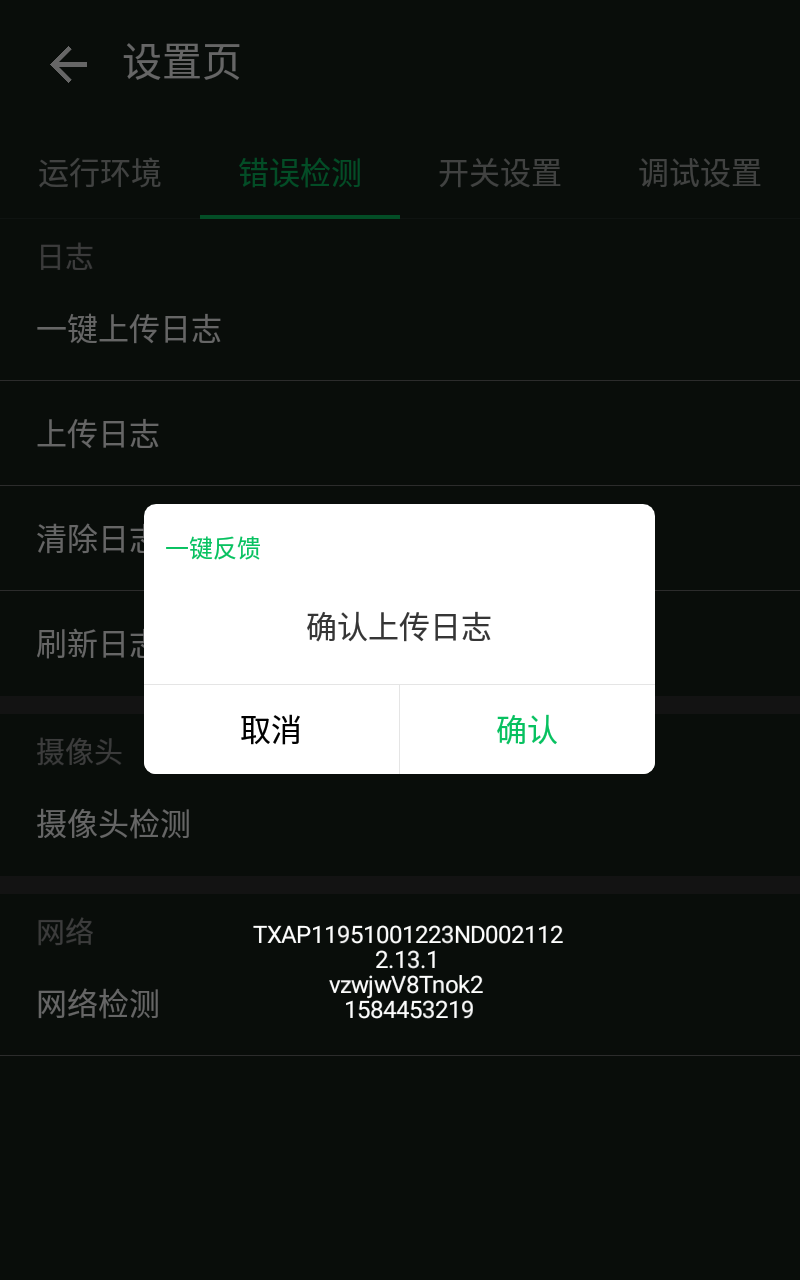 设置页
运行环境 错误检测 开关设置 调试设置
日志
一键上传日志
上传日志
清除日志
一键反馈
确认上传日志
刷新日志
取消 确认
摄像头
摄像头检测
网络
网络检测
TXAP11951001223ND002112
2.13.1
vzwjwV8Tnok2
1584453219